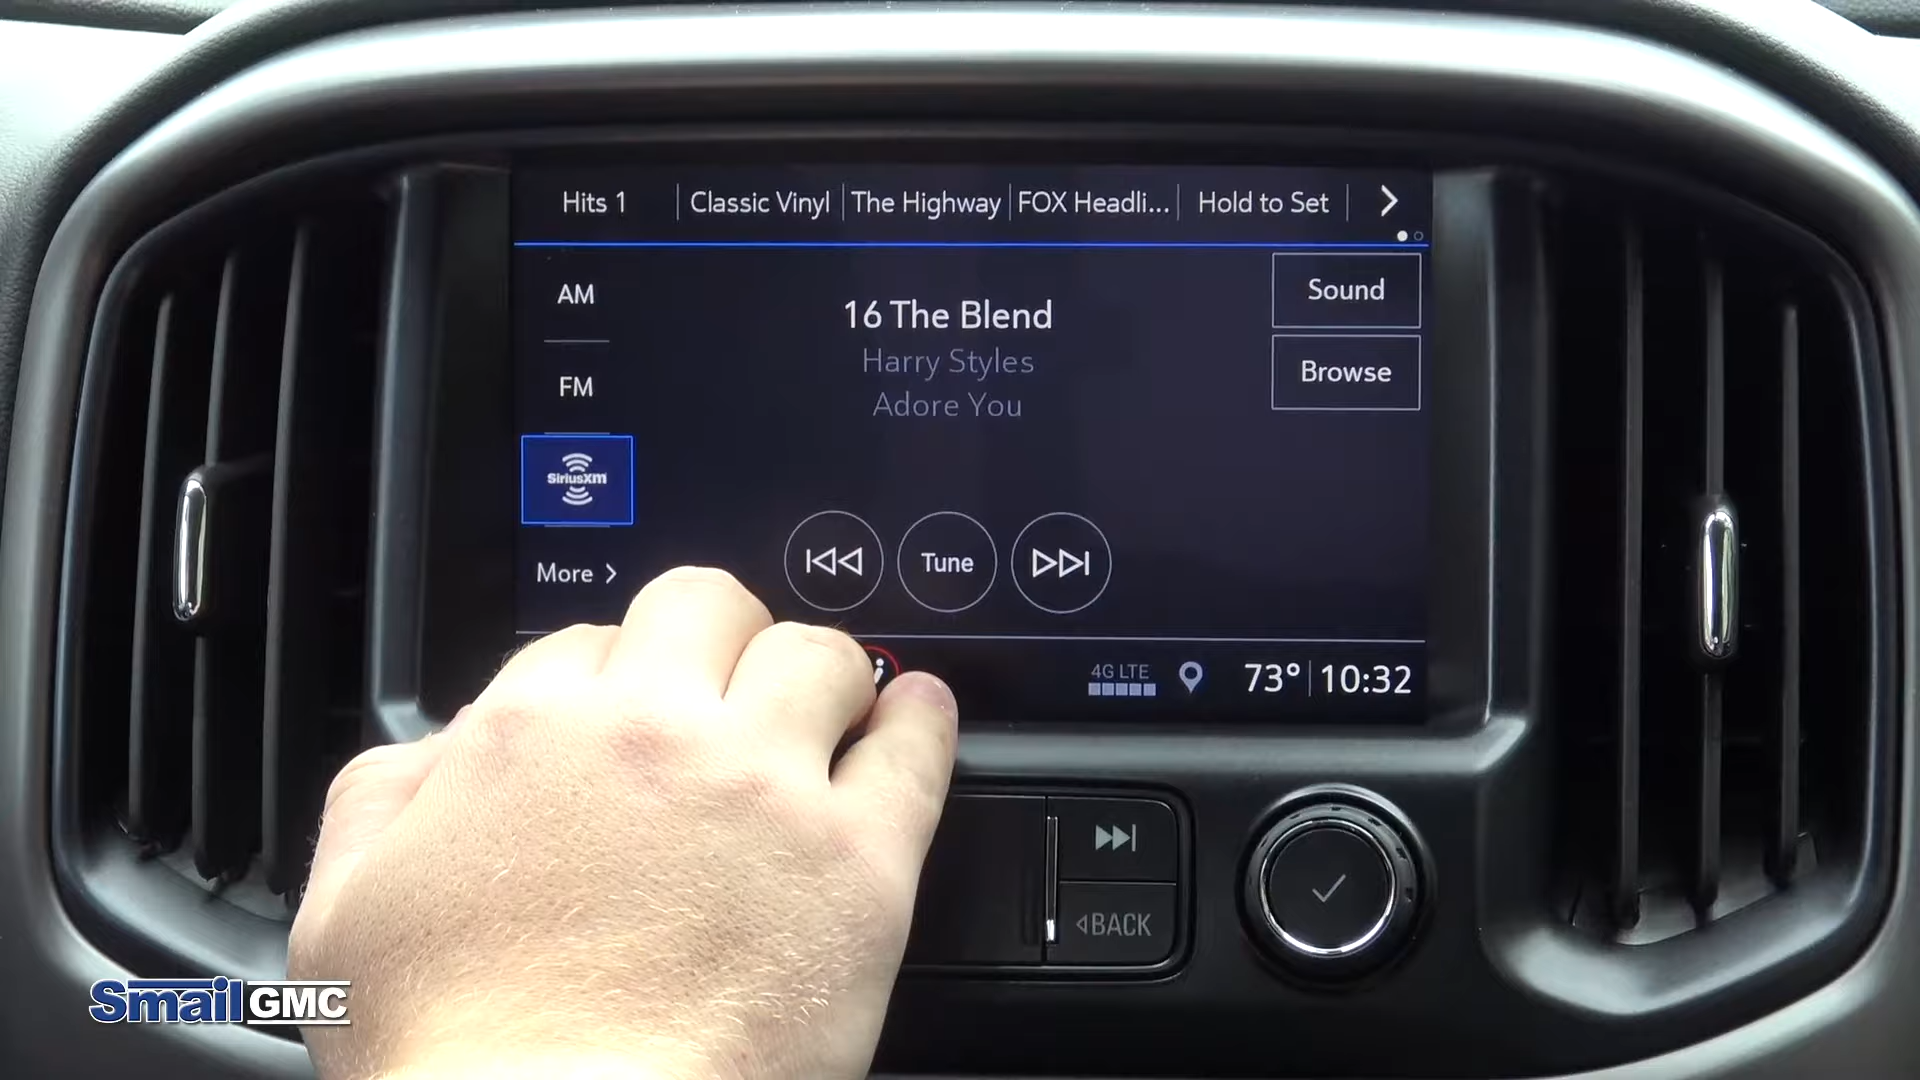 Hits 1
Classic Vinyl
The Highway
FOX Headli...
Hold to Set
AM
16 The Blend
Sound
Harry Styles
Browse
FM
Adore You
SiriusXM
More
Tune
4G LTE
73° 10:32
BACK
Smail GMC